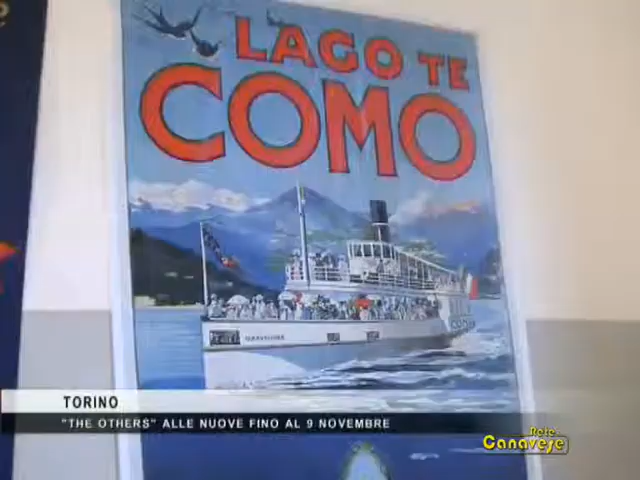 LAGO TE
COMO
TORINO
"THE OTHERS" ALLE NUOVE FINO AL 9 NOVEMBRE
Rete
Canavese